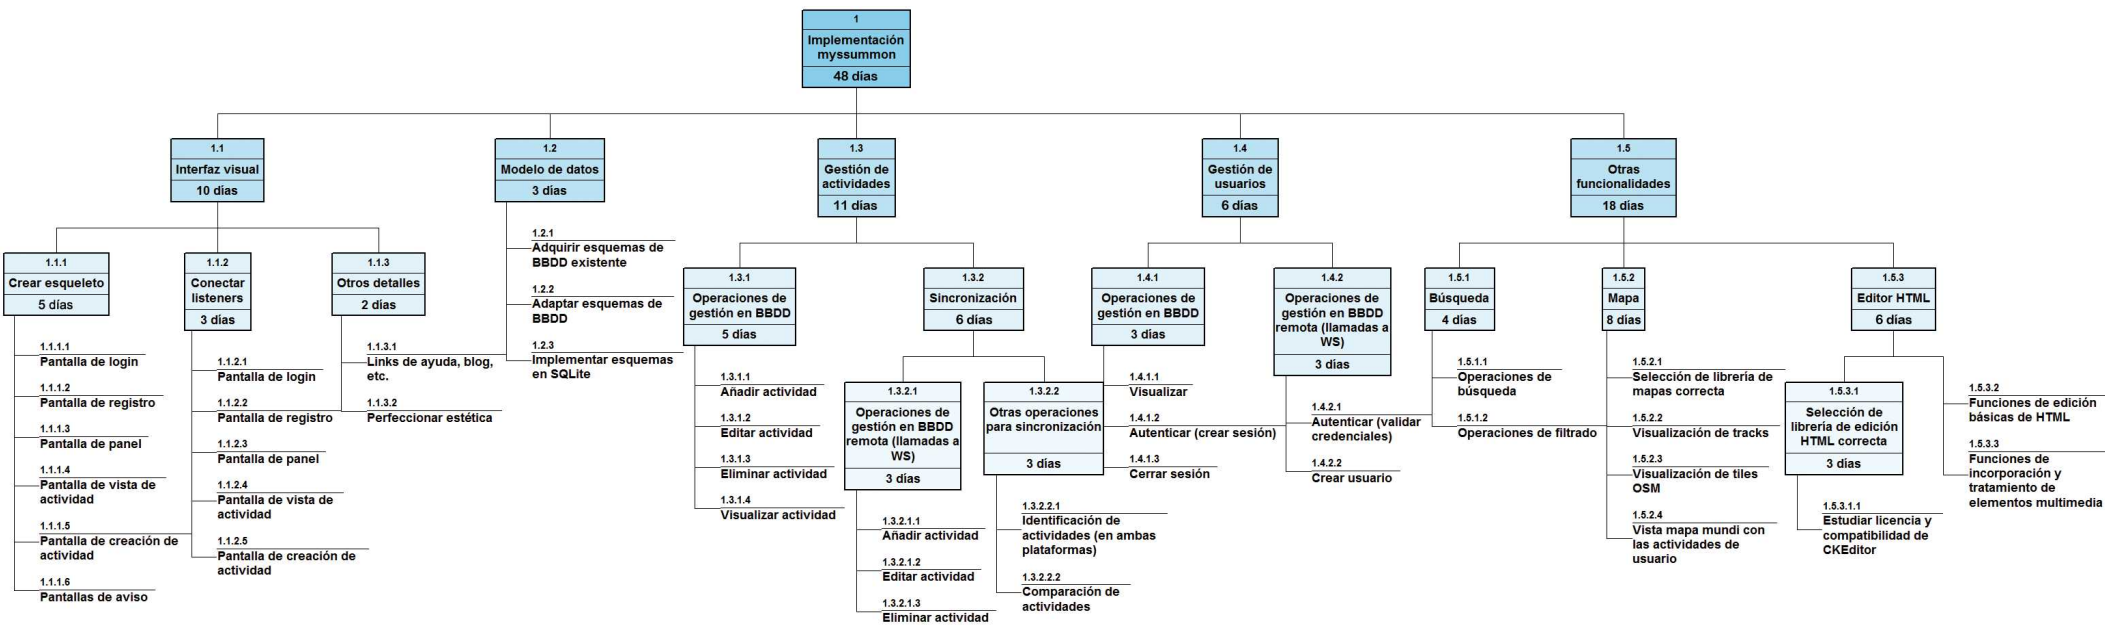 1
Implementación
myssummon
48 días
1.1
Interfaz visual
10 días
1.1.1
Crear esqueleto
5 días
1.1.1.1
Pantalla de login
1.1.1.2
Pantalla de registro
1.1.1.3
Pantalla de panel
1.1.1.4
Pantalla de vista de
actividad
1.1.1.5
Pantalla de creación de
actividad
1.1.1.6
Pantallas de aviso
1.1.2
Conectar
listeners
3 días
1.1.2.1
Pantalla de login
1.1.2.2
Pantalla de registro
1.1.2.3
Pantalla de panel
1.1.2.4
Pantalla de vista de
actividad
1.1.2.5
Pantalla de creación de
actividad
1.1.3
Otros detalles
2 días
1.1.3.1
Links de ayuda, blog,
etc.
1.1.3.2
Perfeccionar estética
1.2
Modelo de datos
3 días
1.2.1
Adquirir esquemas de
BBDD existente
1.2.2
Adaptar esquemas de
BBDD
1.2.3
Implementar esquemas
en SQLite
1.3
Gestión de
actividades
11 días
1.3.1
Operaciones de
gestión en BBDD
5 días
1.3.1.1
Añadir actividad
1.3.1.2
Editar actividad
1.3.1.3
Eliminar actividad
1.3.1.4
Visualizar actividad
1.3.2
Sincronización
6 días
1.3.2.1
Operaciones de
gestión en BBDD
remota (llamadas a
WS)
3 días
1.3.2.1.1
Añadir actividad
1.3.2.1.2
Editar actividad
1.3.2.1.3
Eliminar actividad
1.3.2.2
Otras operaciones
para sincronización
3 días
1.3.2.2.1
Identificación de
actividades (en ambas
plataformas)
1.3.2.2.2
Comparación de
actividades
1.4
Gestión de
usuarios
6 días
1.4.1
Operaciones de
gestión en BBDD
3 días
1.4.1.1
Visualizar
1.4.1.2
Autenticar (crear sesión)
1.4.1.3
Cerrar sesión
1.4.2
Operaciones de
gestión en BBDD
remota (llamadas a
WS)
3 días
1.4.2.1
Autenticar (validar
credenciales)
1.4.2.2
Crear usuario
1.5
Otras
funcionalidades
18 días
1.5.1
Búsqueda
4 días
1.5.1.1
Operaciones de
búsqueda
1.5.1.2
Operaciones de filtrado
1.5.2
Mapa
8 días
1.5.2.1
Selección de librería de
mapas correcta
1.5.2.2
Visualización de tracks
1.5.2.3
Visualización de tiles
OSM
1.5.2.4
Vista mapa mundi con
las actividades de
usuario
1.5.3
Editor HTML
6 días
1.5.3.1
Selección de
librería de edición
HTML correcta
3 días
1.5.3.1.1
Estudiar licencia y
compatibilidad de
CKEditor
1.5.3.2
Funciones de edición
básicas de HTML
1.5.3.3
Funciones de
incorporación y
tratamiento de
elementos multimedia